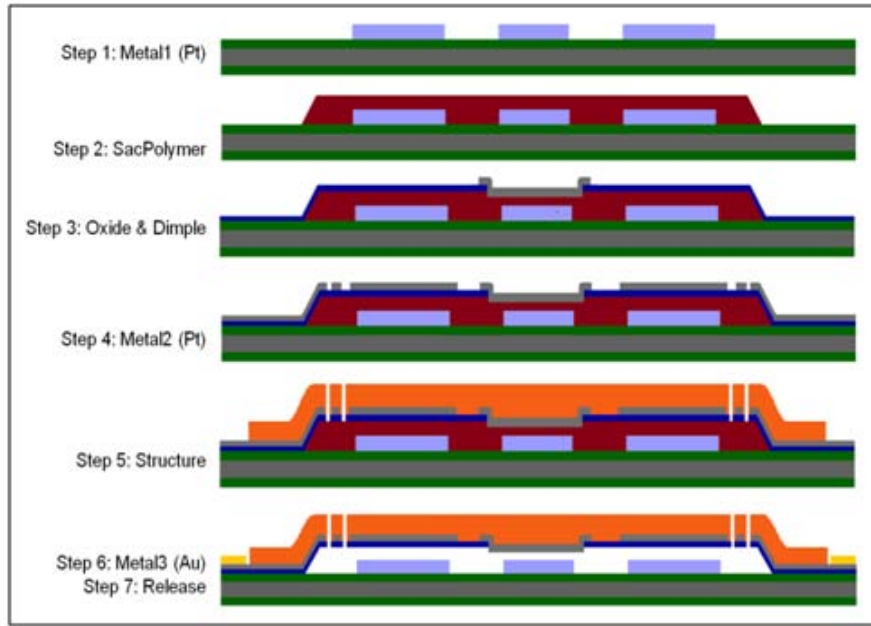 Step 1: Metal1 (Pt)
Step 2: SacPolymer
Step 3: Oxide & Dimple
Step 4: Metal2 (Pt)
Step 5: Structure
Step 6: Metal3 (Au)
Step 7: Release